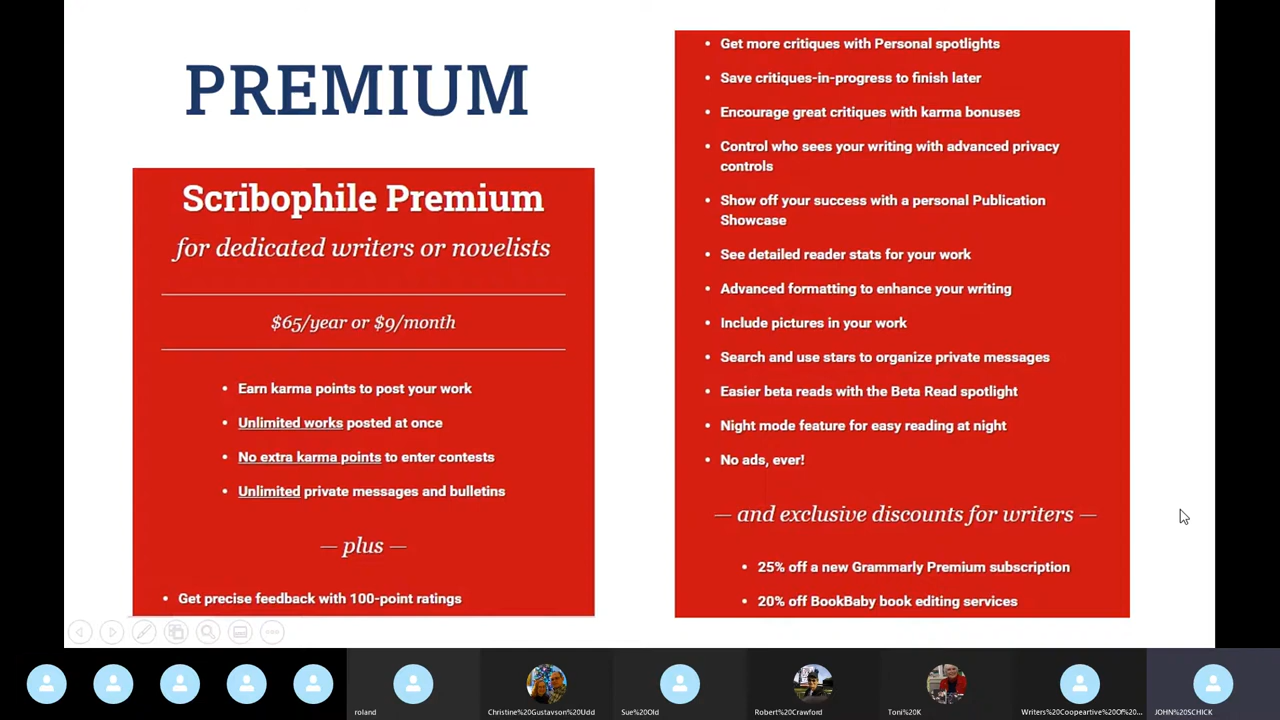 PREMIUM
Scribophile Premium
for dedicated writers or novelists
$65/year or $9/month
• Earn karma points to post your work
• Unlimited works posted at once
• No extra karma points to enter contests
• Unlimited private messages and bulletins
— plus —
• Get precise feedback with 100-point ratings
• Get more critiques with Personal spotlights
• Save critiques-in-progress to finish later
• Encourage great critiques with karma bonuses
• Control who sees your writing with advanced privacy
controls
• Show off your success with a personal Publication
Showcase
• See detailed reader stats for your work
• Advanced formatting to enhance your writing
• Include pictures in your work
• Search and use stars to organize private messages
• Easier beta reads with the Beta Read spotlight
• Night mode feature for easy reading at night
• No ads, ever!
— and exclusive discounts for writers —
• 25% off a new Grammarly Premium subscription
• 20% off BookBaby book editing services
roland
Christine%20Gustavson%20Udd
Sue%20Old
Robert%20Crawford
Toni%20K
Writers%20Coopeartive%20Of%20...
JOHN%20SCHICK